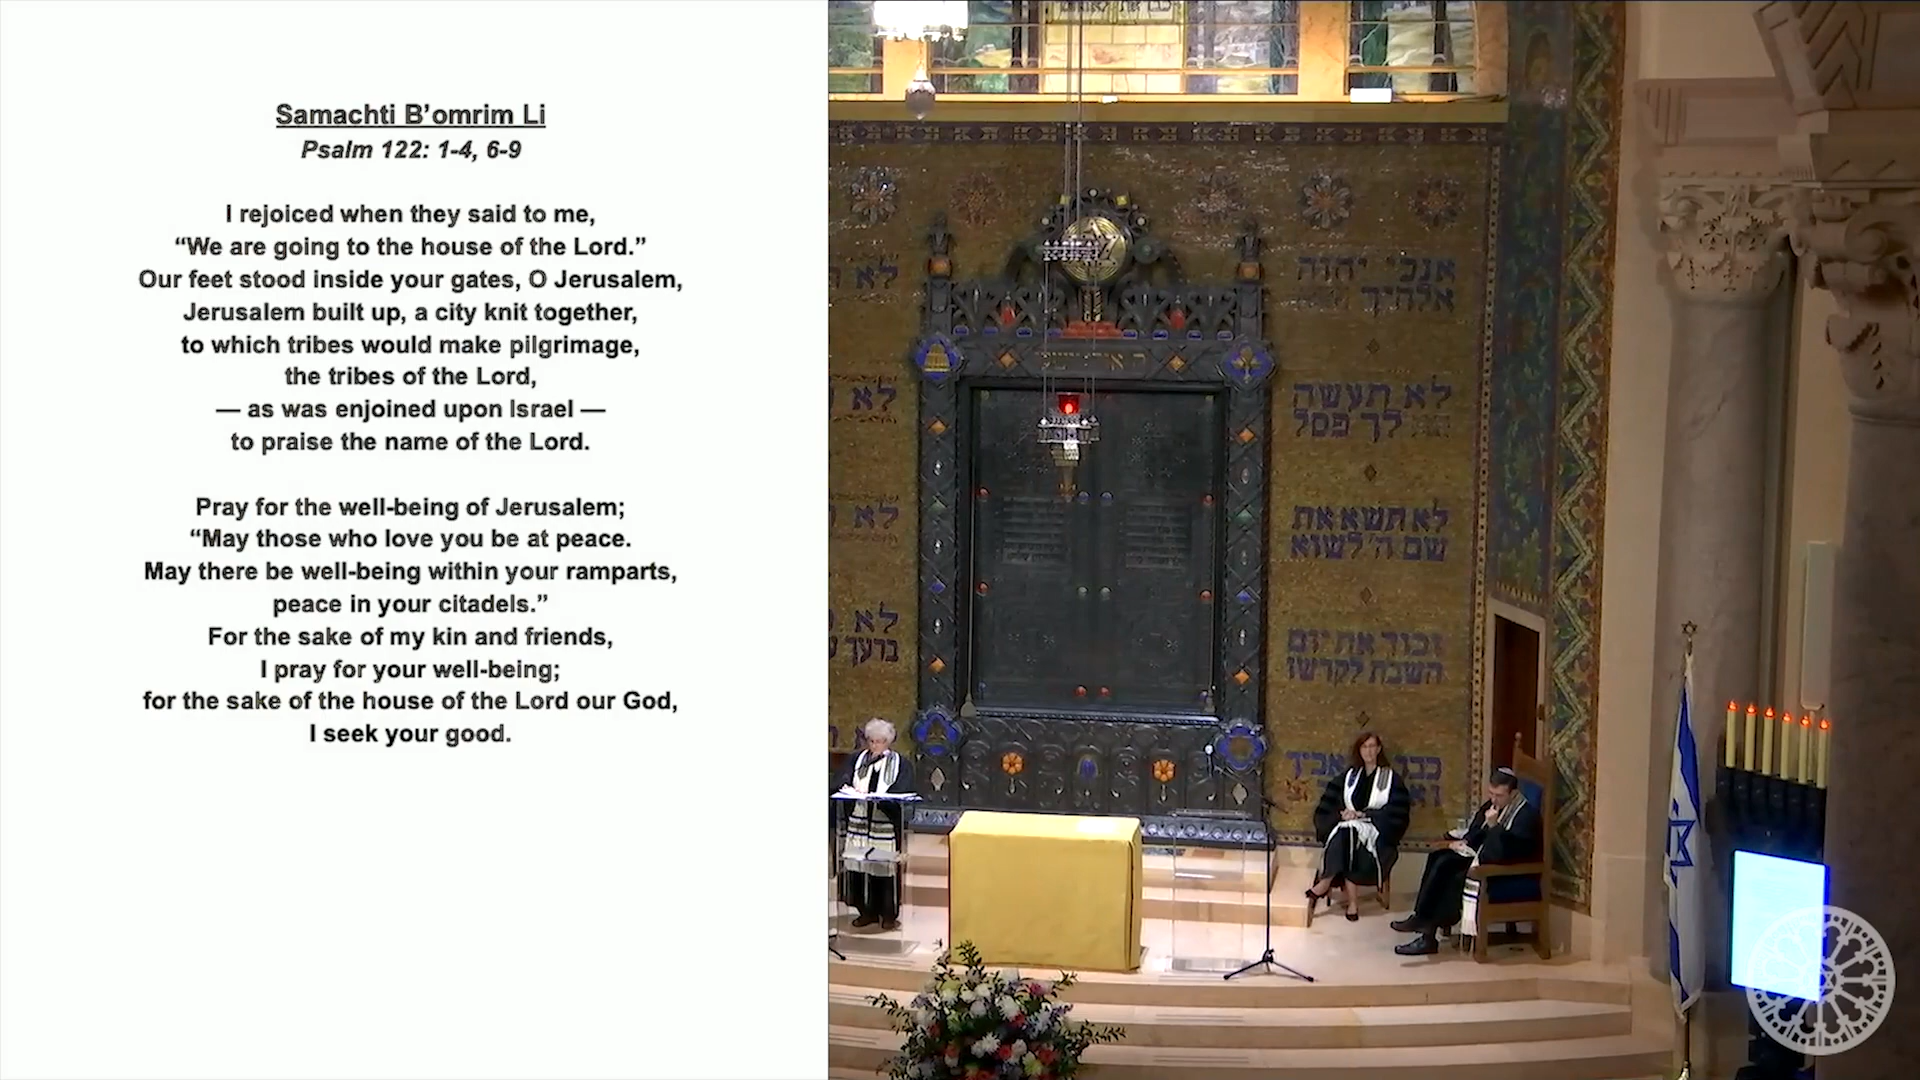 Samachti B’omrim Li
Psalm 122: 1-4, 6-9
I rejoiced when they said to me,
“We are going to the house of the Lord.”
Our feet stood inside your gates, O Jerusalem,
Jerusalem built up, a city knit together,
to which tribes would make pilgrimage,
the tribes of the Lord,
— as was enjoined upon Israel —
to praise the name of the Lord.
Pray for the well-being of Jerusalem;
“May those who love you be at peace.
May there be well-being within your ramparts,
peace in your citadels.”
For the sake of my kin and friends,
I pray for your well-being;
for the sake of the house of the Lord our God,
I seek your good.
אנכי יהוה
אלהיך
לא תעשה
לך פסל
לא תשא את
שם ה' לשוא
זכור את יום
השבת לקדשו
לא
לא
לא
לא